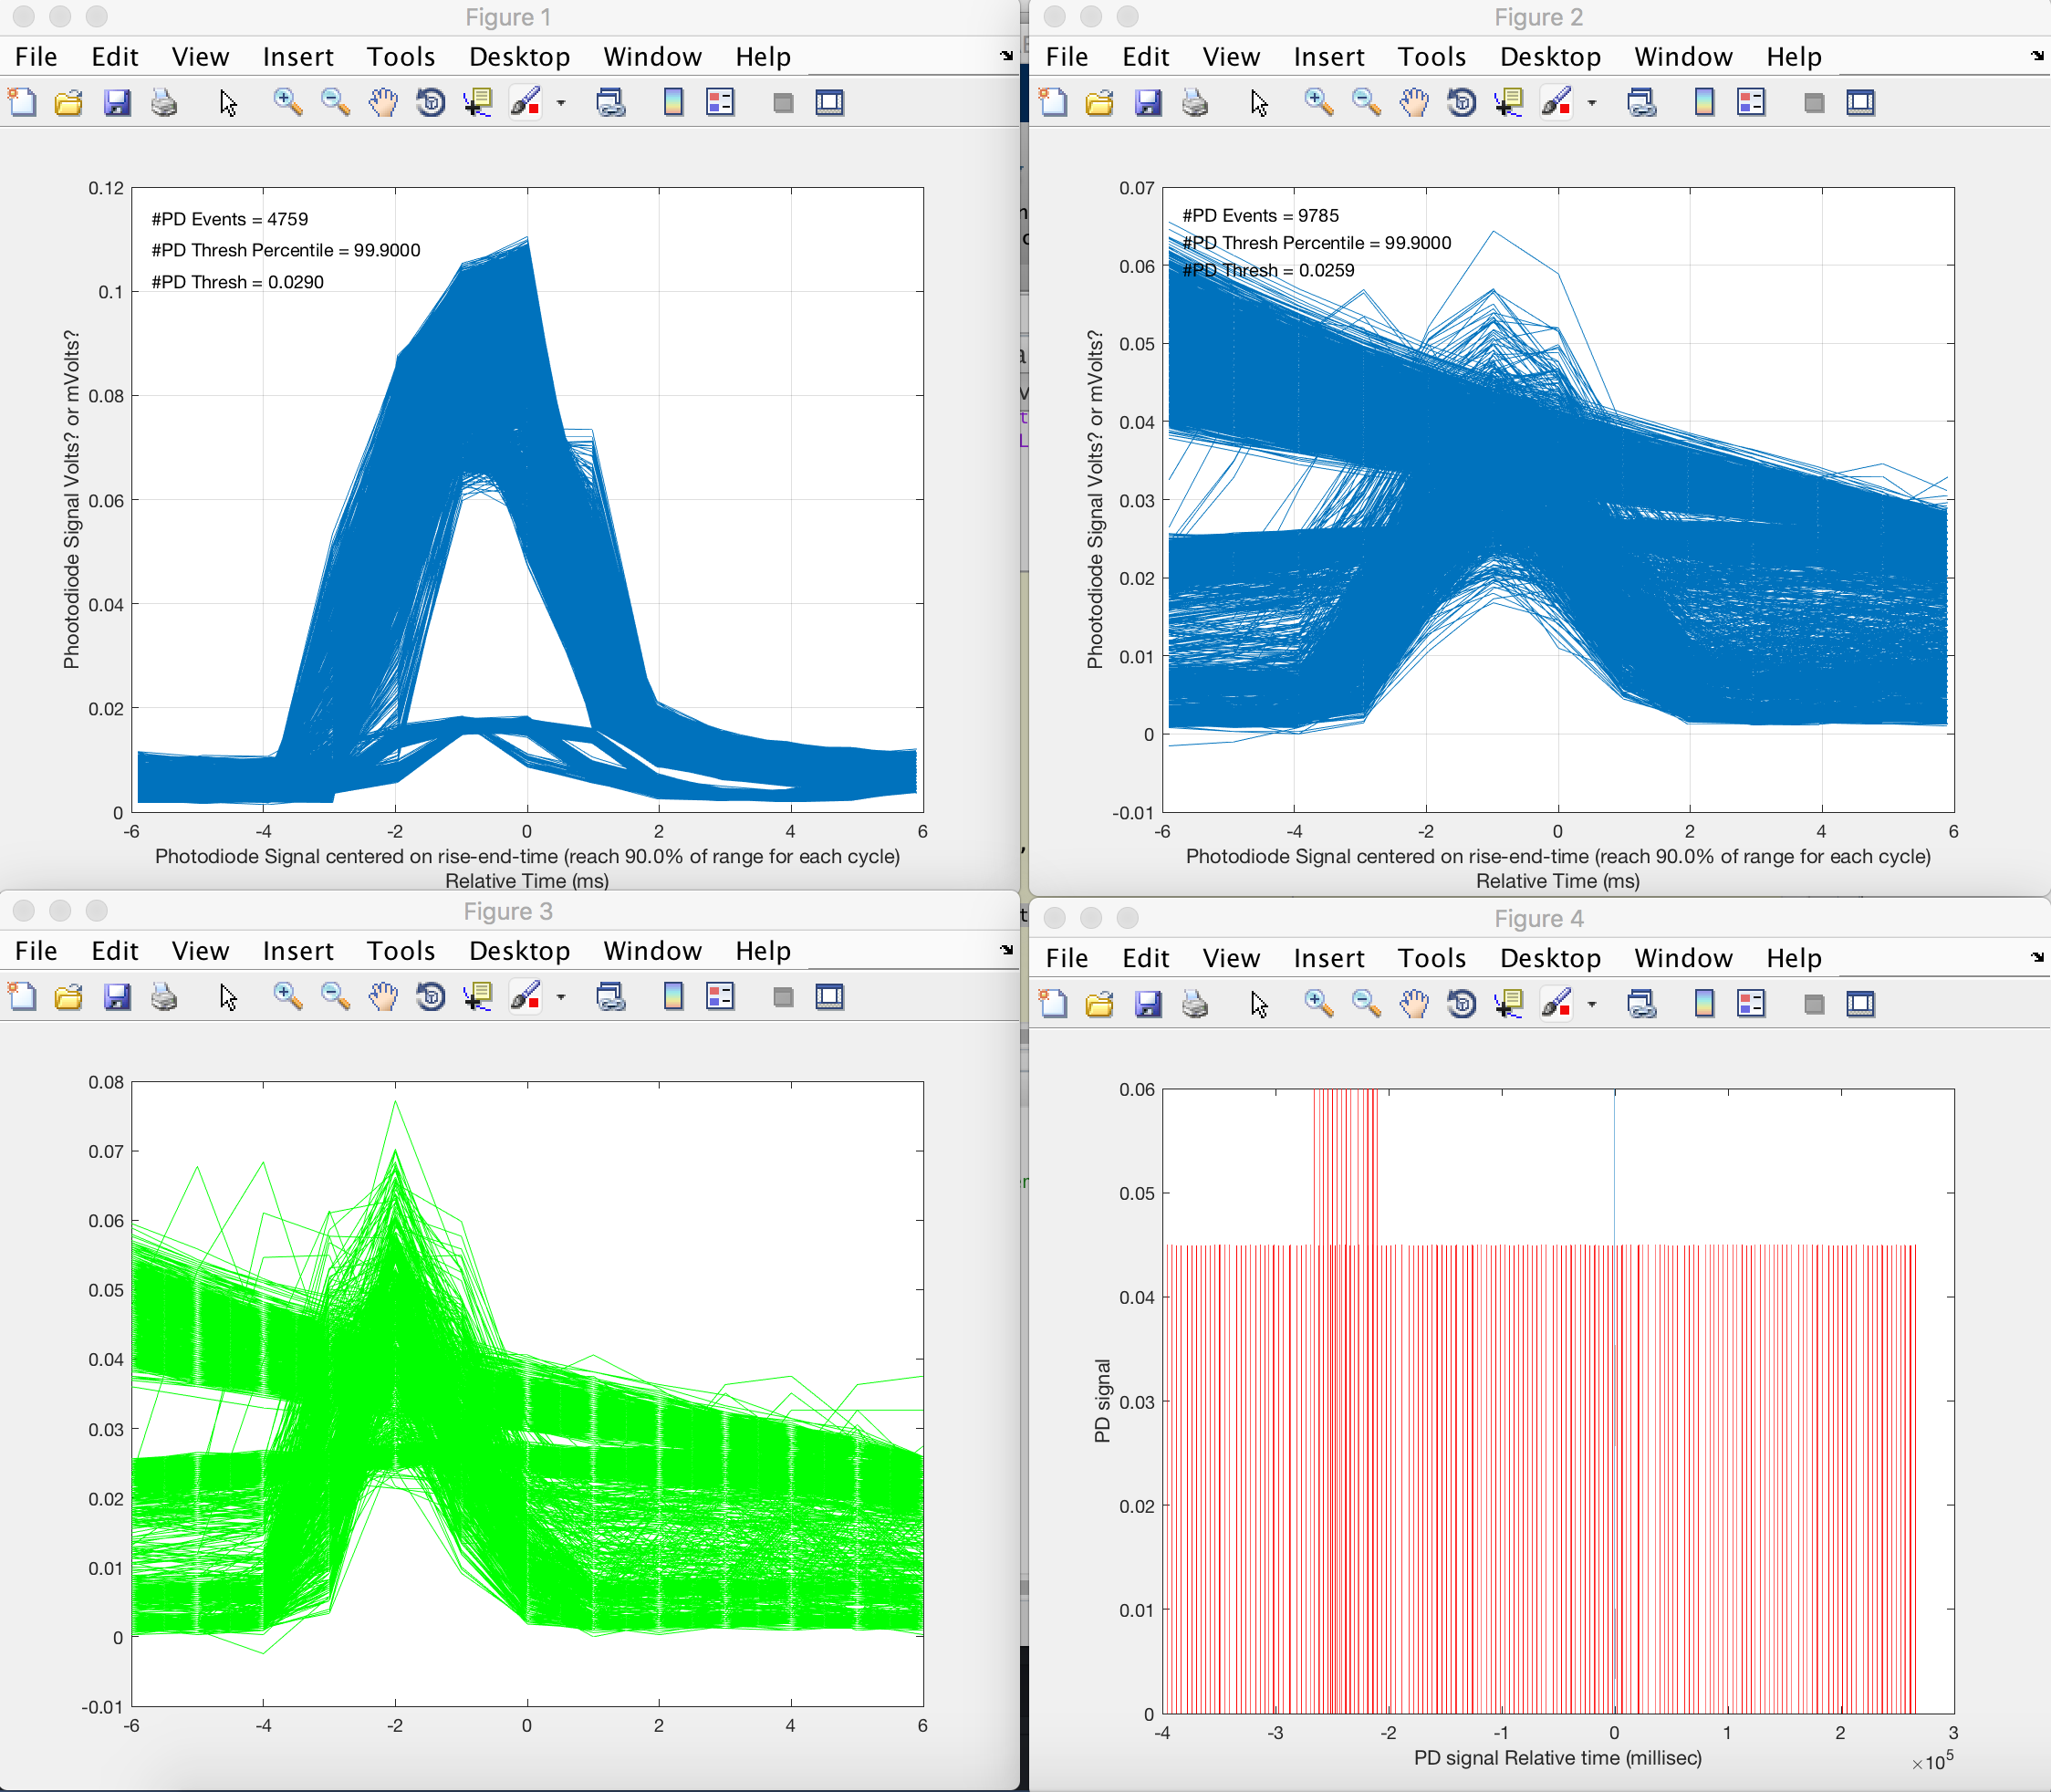 Figure 1
File Edit View Insert Tools Desktop Window Help
0.12
0.1
0.08
0.06
0.04
0.02
0
#PD Events = 4759
#PD Thresh Percentile = 99.9000
#PD Thresh = 0.0290
Phootodiode Signal Volts? or mVolts?
-6 -4 -2 0 2 4 6
Photodiode Signal centered on rise-end-time (reach 90.0% of range for each cycle)
Relative Time (ms)
Figure 2
File Edit View Insert Tools Desktop Window Help
0.07
0.06
0.05
0.04
0.03
0.02
0.01
0
-0.01
#PD Events = 9785
#PD Thresh Percentile = 99.9000
#PD Thresh = 0.0259
Phootodiode Signal Volts? or mVolts?
-6 -4 -2 0 2 4 6
Photodiode Signal centered on rise-end-time (reach 90.0% of range for each cycle)
Relative Time (ms)
Figure 3
File Edit View Insert Tools Desktop Window Help
0.08
0.07
0.06
0.05
0.04
0.03
0.02
0.01
0
-0.01
-6 -4 -2 0 2 4 6
Figure 4
File Edit View Insert Tools Desktop Window Help
0.06
0.05
0.04
0.03
0.02
0.01
0
PD signal
-4 -3 -2 -1 0 1 2 3
PD signal Relative time (millisec)
×10⁵